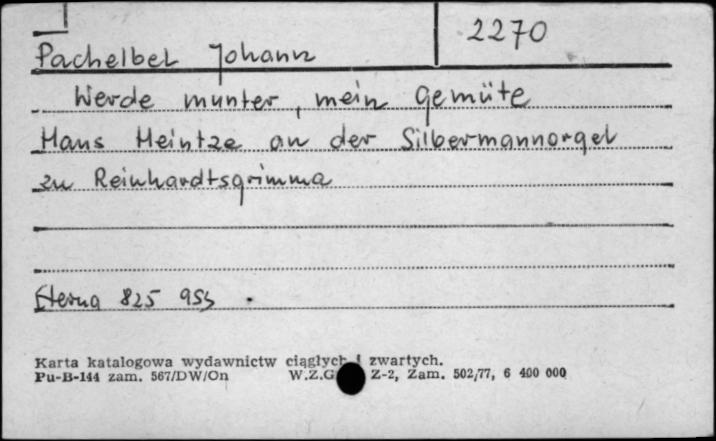 2270
Pachelbel Johann
Werde munter, mein Gemüte
Hans Heintze an der Silbermannorgel
zu Reinhardtsgrimma
Eterna 825 953
Karta katalogowa wydawnictw ciągłych i zwartych.
Pu-B-144 zam. 567/DW/On W.Z.G. Z-2, Zam. 502/77, 6 400 000